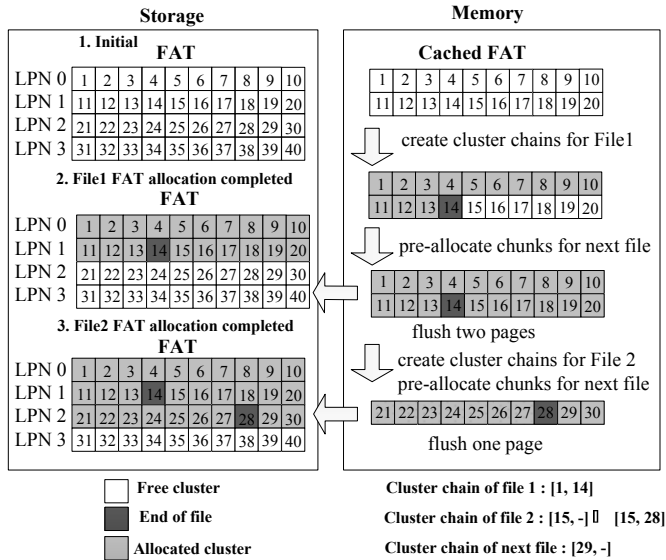 Storage
1. Initial
FAT
LPN 0 1 2 3 4 5 6 7 8 9 10
LPN 1 11 12 13 14 15 16 17 18 19 20
LPN 2 21 22 23 24 25 26 27 28 29 30
LPN 3 31 32 33 34 35 36 37 38 39 40
2. File1 FAT allocation completed
FAT
LPN 0 1 2 3 4 5 6 7 8 9 10
LPN 1 11 12 13 14 15 16 17 18 19 20
LPN 2 21 22 23 24 25 26 27 28 29 30
LPN 3 31 32 33 34 35 36 37 38 39 40
3. File2 FAT allocation completed
FAT
LPN 0 1 2 3 4 5 6 7 8 9 10
LPN 1 11 12 13 14 15 16 17 18 19 20
LPN 2 21 22 23 24 25 26 27 28 29 30
LPN 3 31 32 33 34 35 36 37 38 39 40
Memory
Cached FAT
1 2 3 4 5 6 7 8 9 10
11 12 13 14 15 16 17 18 19 20
create cluster chains for File1
1 2 3 4 5 6 7 8 9 10
11 12 13 14 15 16 17 18 19 20
pre-allocate chunks for next file
1 2 3 4 5 6 7 8 9 10
11 12 13 14 15 16 17 18 19 20
flush two pages
create cluster chains for File 2
pre-allocate chunks for next file
21 22 23 24 25 26 27 28 29 30
flush one page
Free cluster
End of file
Allocated cluster
Cluster chain of file 1 : [1, 14]
Cluster chain of file 2 : [15, -] [15, 28]
Cluster chain of next file : [29, -]